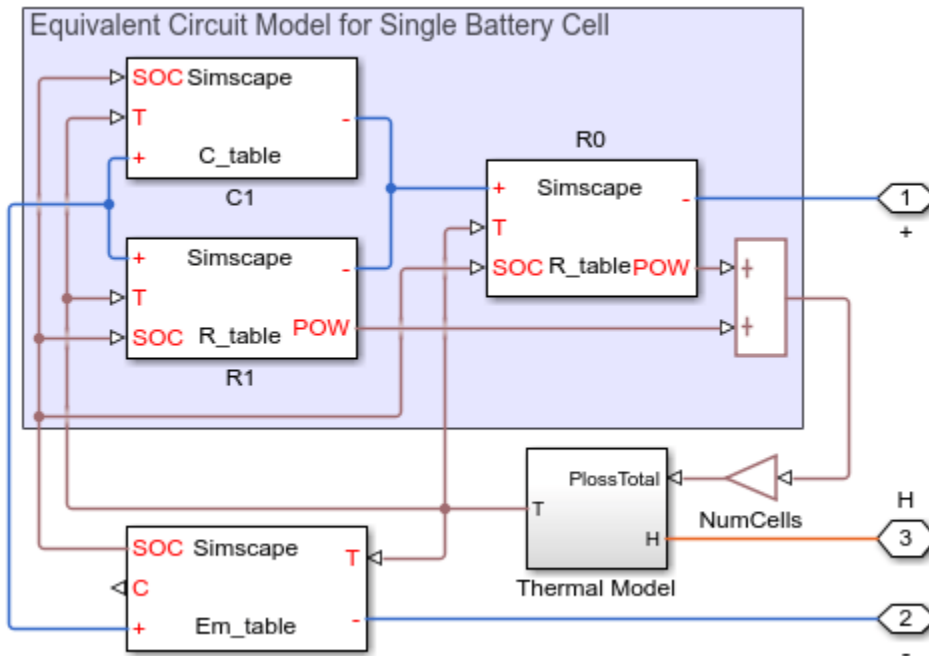 Equivalent Circuit Model for Single Battery Cell
SOC Simscape
T
-
+
C_table
C1
+
Simscape
-
T
SOC
R_table
POW
R1
R0
+
Simscape
-
T
SOC R_table POW
+
+
1
+
PlossTotal
T
H
Thermal Model
NumCells
H
3
SOC Simscape
T
C
+
Em_table
-
2
-